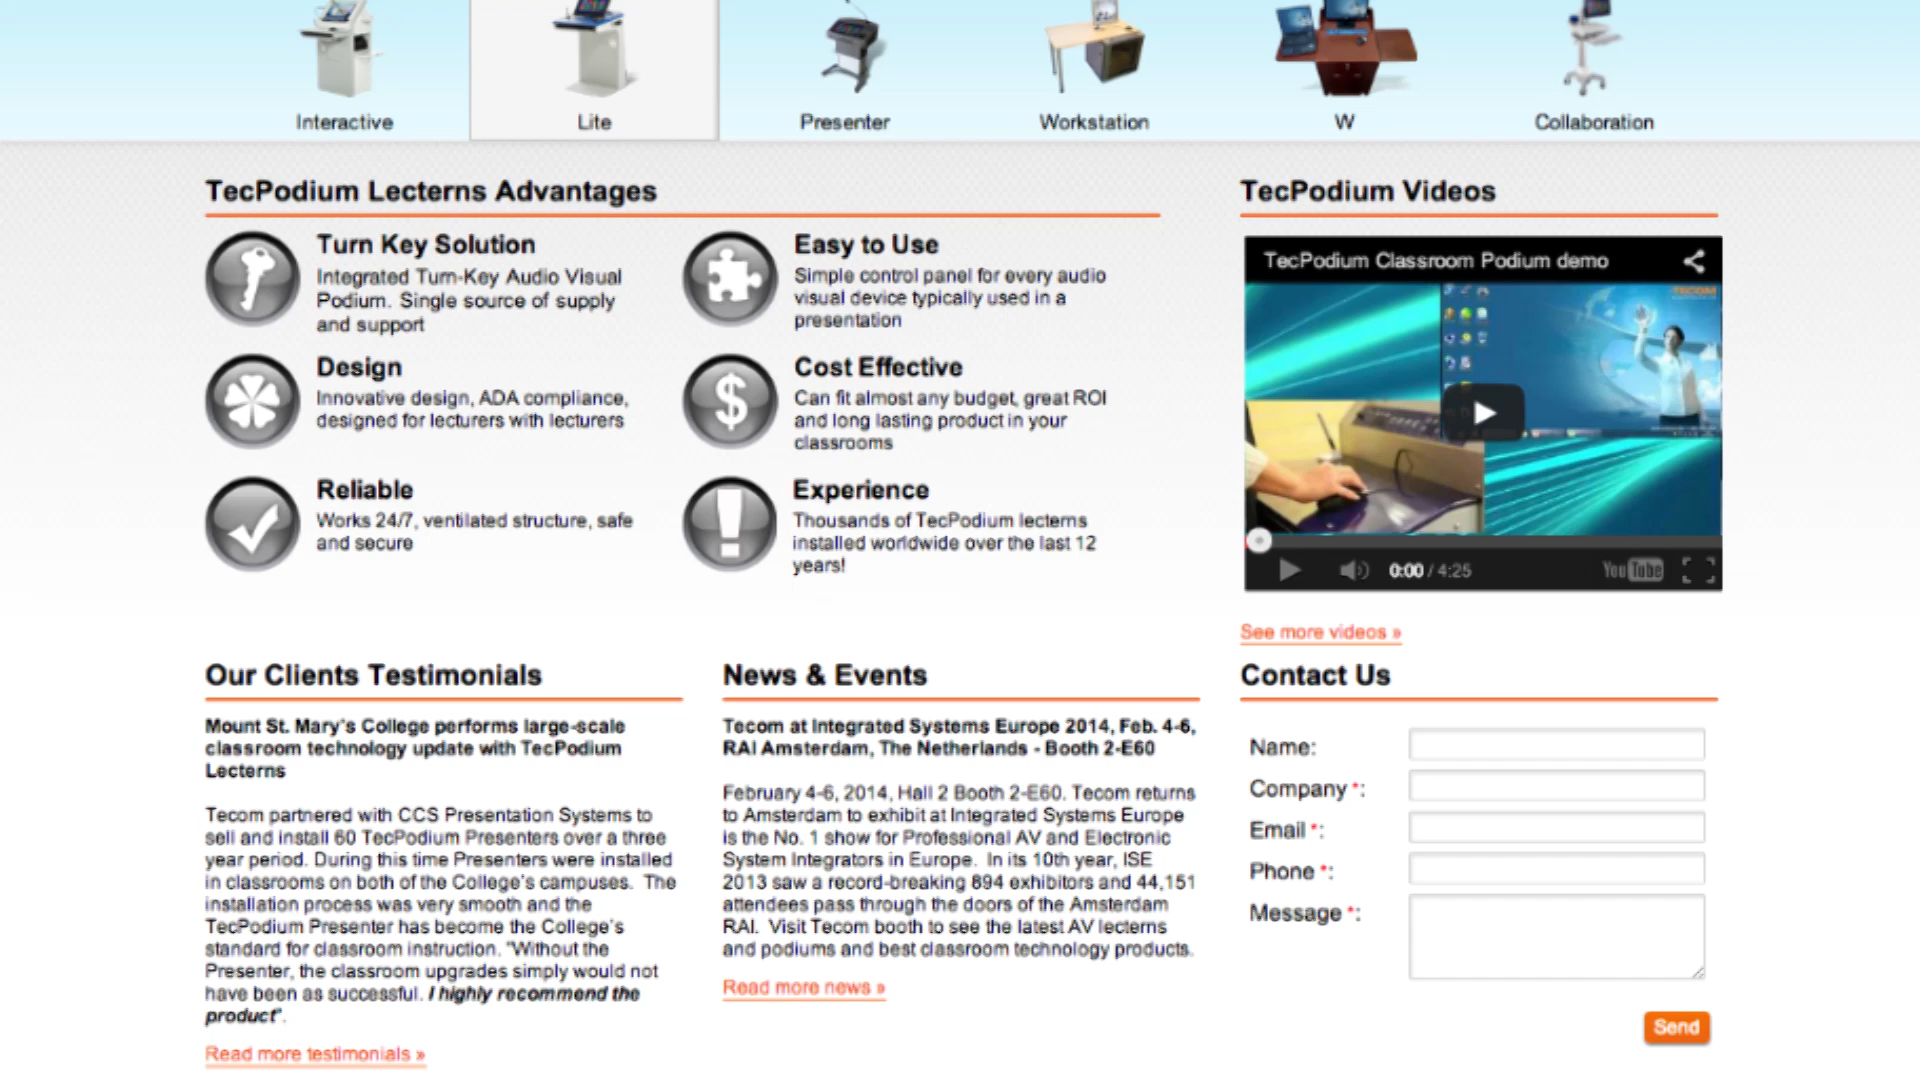 Interactive
Lite
Presenter
Workstation
W
Collaboration
TecPodium Lecterns Advantages
Turn Key Solution
Integrated Turn-Key Audio Visual
Podium. Single source of supply
and support
Easy to Use
Simple control panel for every audio
visual device typically used in a
presentation
Design
Innovative design, ADA compliance,
designed for lecturers with lecturers
Cost Effective
Can fit almost any budget, great ROI
and long lasting product in your
classrooms
Reliable
Works 24/7, ventilated structure, safe
and secure
Experience
Thousands of TecPodium lecterns
installed worldwide over the last 12
years!
TecPodium Videos
TecPodium Classroom Podium demo
TECOM
0:00 / 4:25
YouTube
See more videos »
Our Clients Testimonials
Mount St. Mary's College performs large-scale
classroom technology update with TecPodium
Lecterns
Tecom partnered with CCS Presentation Systems to
sell and install 60 TecPodium Presenters over a three
year period. During this time Presenters were installed
in classrooms on both of the College's campuses. The
installation process was very smooth and the
TecPodium Presenter has become the College's
standard for classroom instruction. "Without the
Presenter, the classroom upgrades simply would not
have been as successful. I highly recommend the
product".
Read more testimonials »
News & Events
Tecom at Integrated Systems Europe 2014, Feb. 4-6,
RAI Amsterdam, The Netherlands - Booth 2-E60
February 4-6, 2014, Hall 2 Booth 2-E60. Tecom returns
to Amsterdam to exhibit at Integrated Systems Europe
is the No. 1 show for Professional AV and Electronic
System Integrators in Europe. In its 10th year, ISE
2013 saw a record-breaking 894 exhibitors and 44,151
attendees pass through the doors of the Amsterdam
RAI. Visit Tecom booth to see the latest AV lecterns
and podiums and best classroom technology products.
Read more news »
Contact Us
Name:
Company *:
Email *:
Phone *:
Message *:
Send